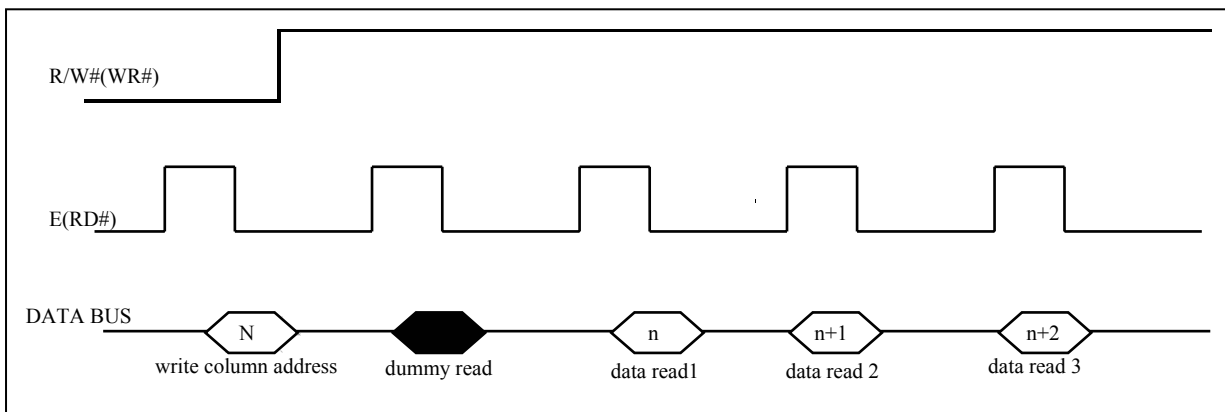 R/W#(WR#)
E(RD#)
DATA BUS
N
n
n+1
n+2
write column address
dummy read
data read1
data read 2
data read 3